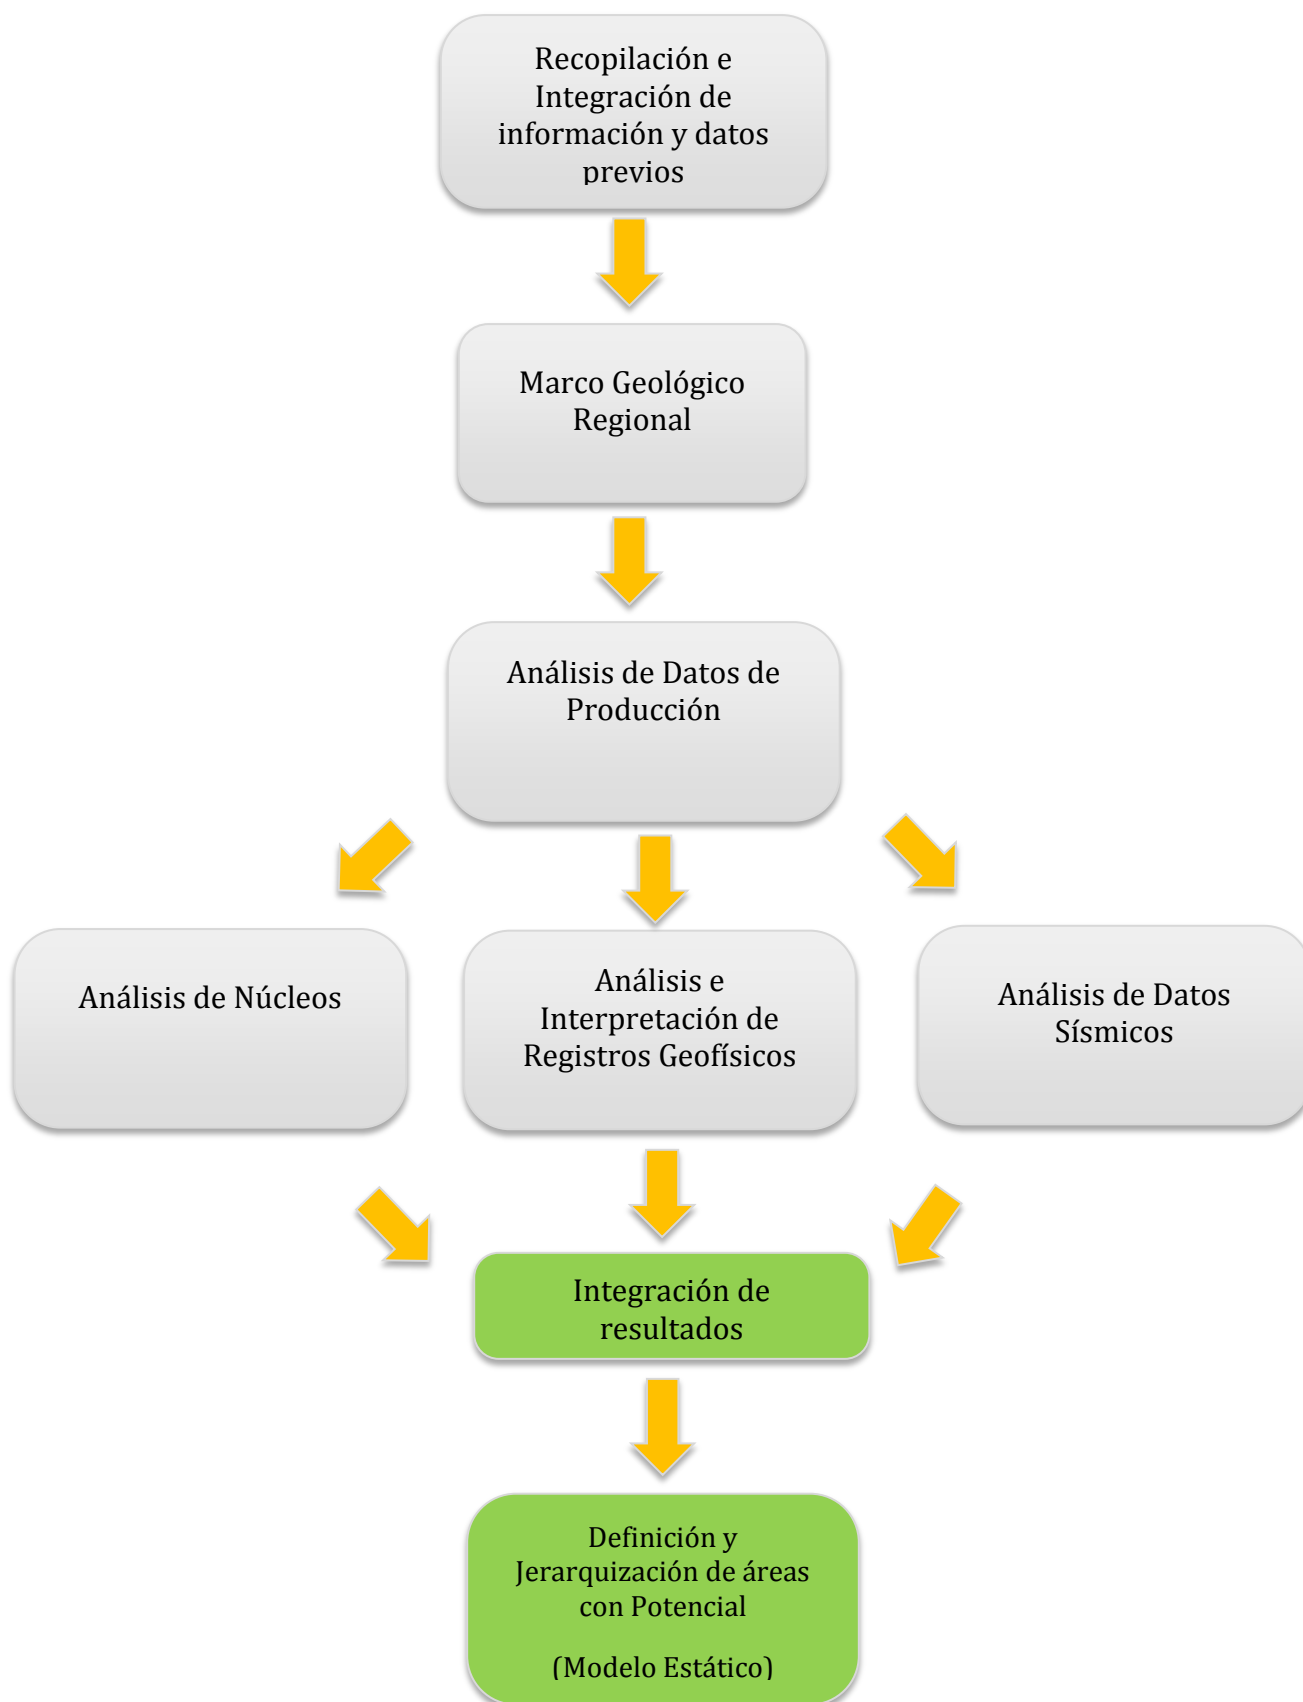 Recopilación e
Integración de
información y datos
previos
Marco Geológico
Regional
Análisis de Datos de
Producción
Análisis de Núcleos
Análisis e
Interpretación de
Registros Geofísicos
Análisis de Datos
Sísmicos
Integración de
resultados
Definición y
Jerarquización de áreas
con Potencial
(Modelo Estático)